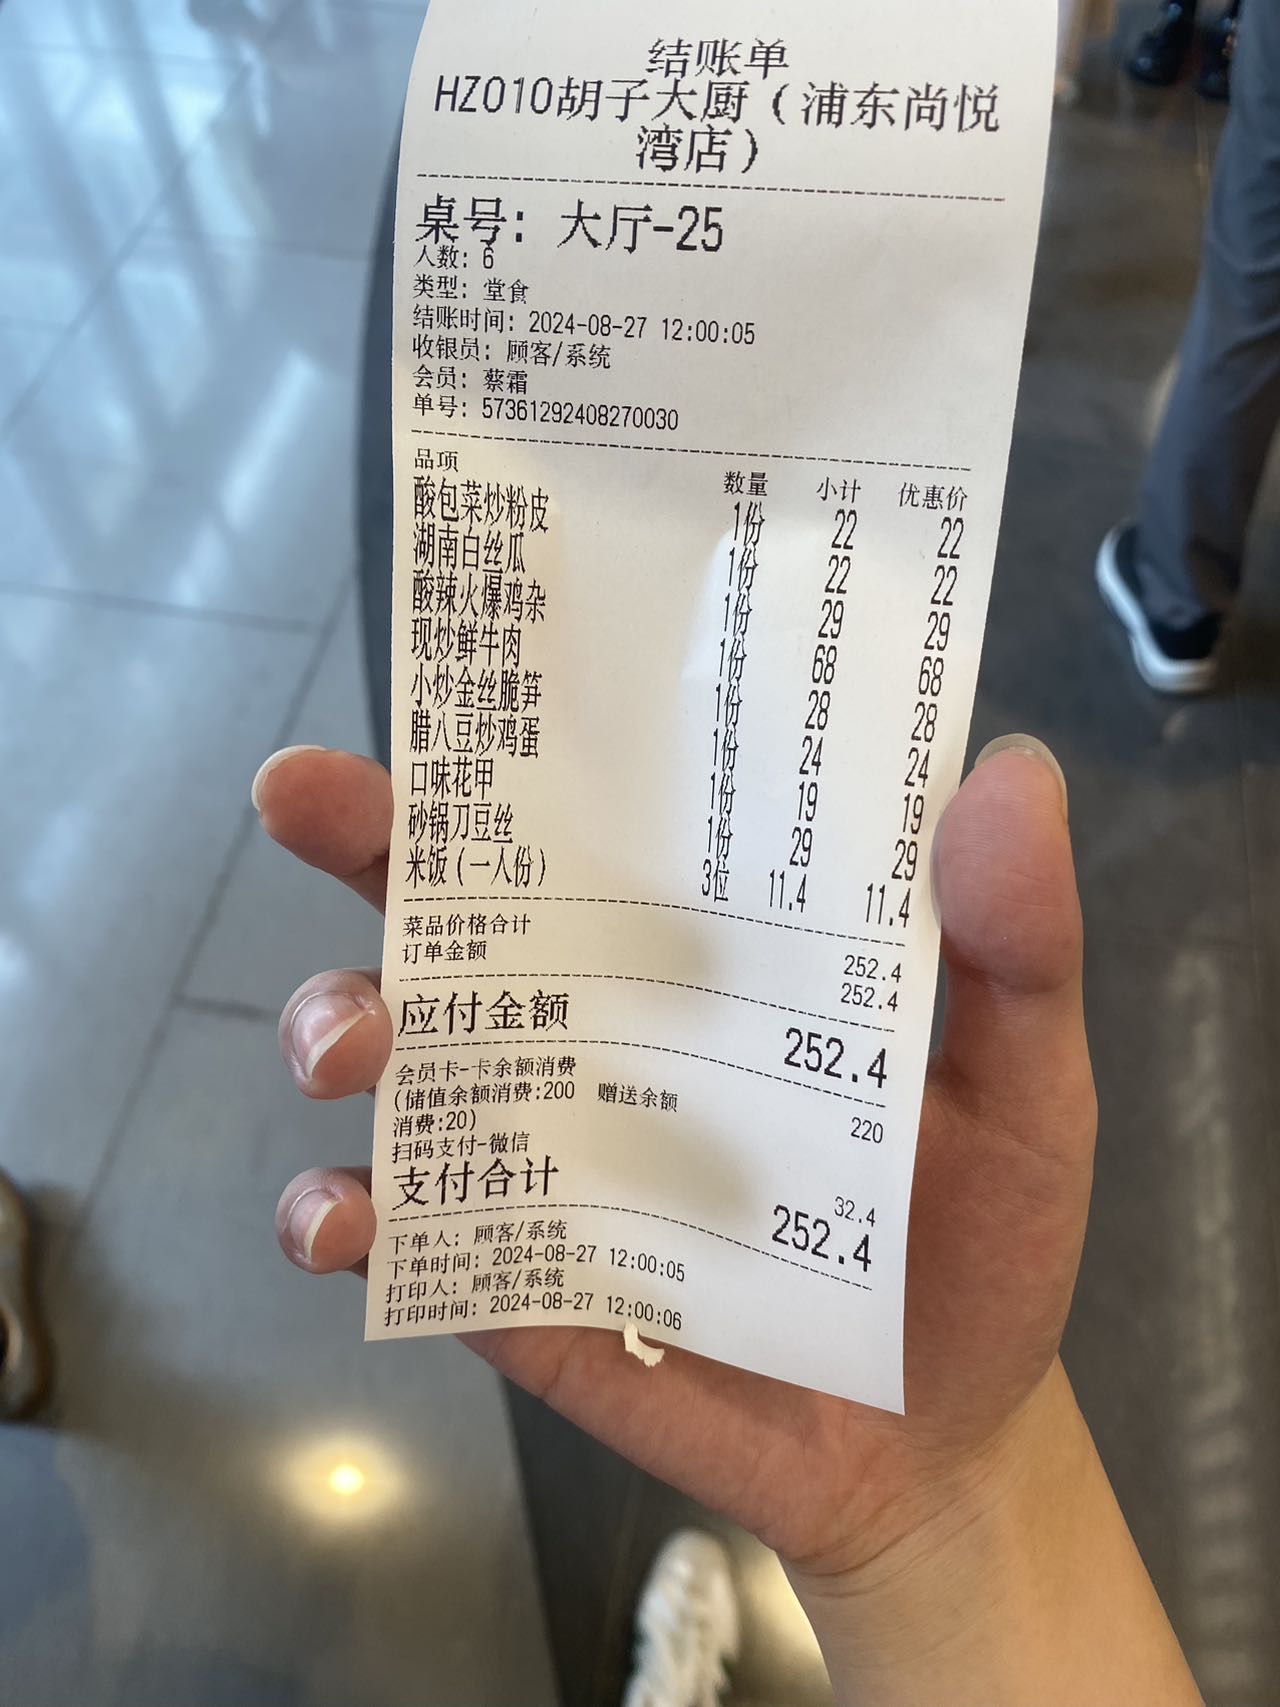 结账单
HZ010胡子大厨（浦东尚悦
湾店）
桌号：大厅-25
人数：6
类型：堂食
结账时间：2024-08-27 12:00:05
收银员：顾客/系统
会员：蔡霜
单号：573612924082​70030
品项 数量 小计 优惠价
酸包菜炒粉皮 1份 22 22
湖南白丝瓜 1份 22 22
酸辣火爆鸡杂 1份 29 29
现炒鲜牛肉 1份 68 68
小炒金丝脆笋 1份 28 28
腊八豆炒鸡蛋 1份 24 24
口味花甲 1份 19 19
砂锅刀豆丝 1份 29 29
米饭（一人份） 3位 11.4 11.4
菜品价格合计 252.4
订单金额 252.4
应付金额 252.4
会员卡-卡余额消费
(储值余额消费:200 赠送余额
消费:20) 220
扫码支付-微信 32.4
支付合计 252.4
下单人：顾客/系统
下单时间：2024-08-27 12:00:05
打印人：顾客/系统
打印时间：2024-08-27 12:00:06